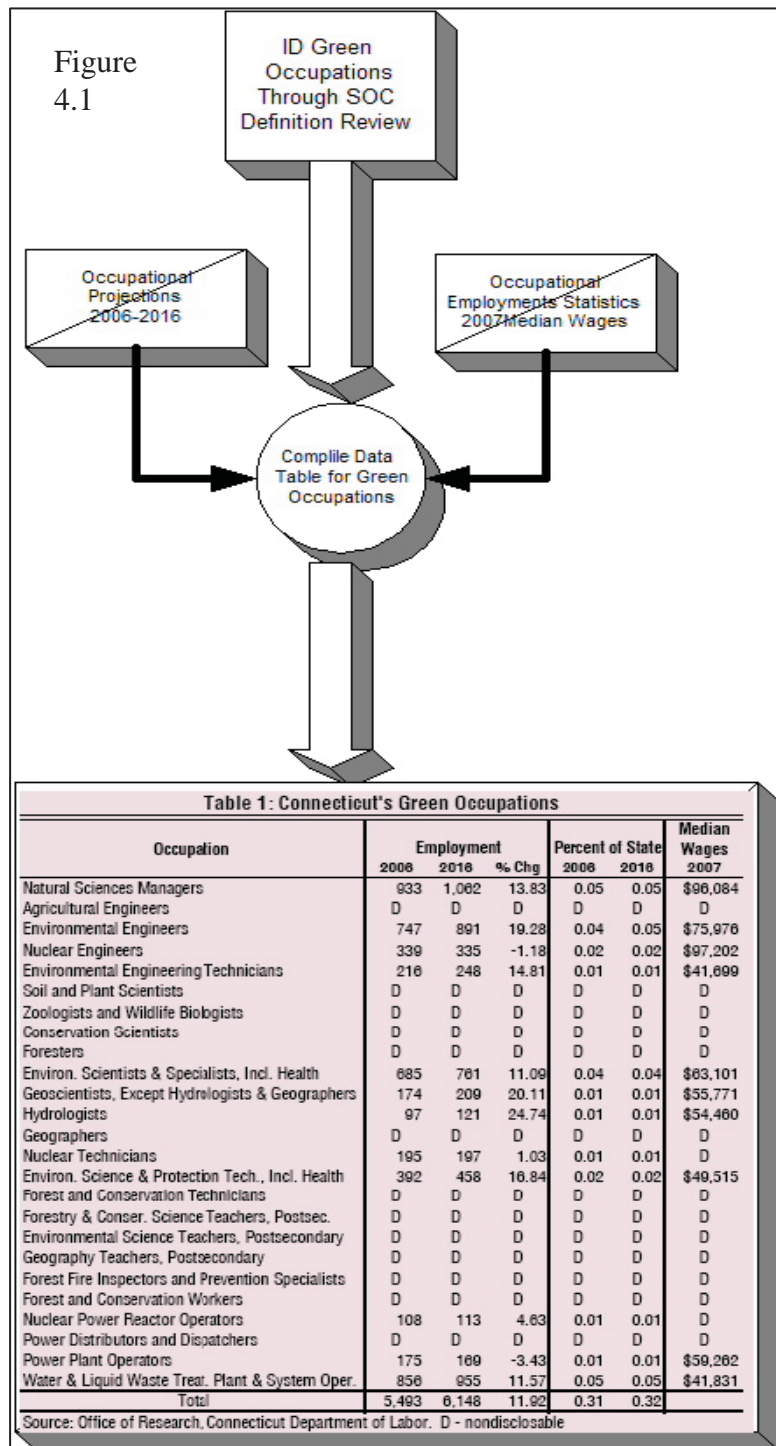 Figure
4.1
ID Green
Occupations
Through SOC
Definition Review
Occupational
Projections
2006-2016
Occupational
Employments Statistics
2007Median Wages
Complile Data
Table for Green
Occupations
Table 1: Connecticut's Green Occupations
Occupation Employment Percent of State Median Wages
2006 2016 % Chg 2006 2016 2007
Natural Sciences Managers 933 1,062 13.83 0.05 0.05 $96,084
Agricultural Engineers D D D D D D
Environmental Engineers 747 891 19.28 0.04 0.05 $75,976
Nuclear Engineers 339 335 -1.18 0.02 0.02 $97,202
Environmental Engineering Technicians 216 248 14.81 0.01 0.01 $41,699
Soil and Plant Scientists D D D D D D
Zoologists and Wildlife Biologists D D D D D D
Conservation Scientists D D D D D D
Foresters D D D D D D
Environ. Scientists & Specialists, Incl. Health 685 761 11.09 0.04 0.04 $63,101
Geoscientists, Except Hydrologists & Geographers 174 209 20.11 0.01 0.01 $55,771
Hydrologists 97 121 24.74 0.01 0.01 $54,460
Geographers D D D D D D
Nuclear Technicians 195 197 1.03 0.01 0.01 D
Environ. Science & Protection Tech., Incl. Health 392 458 16.84 0.02 0.02 $49,515
Forest and Conservation Technicians D D D D D D
Forestry & Conser. Science Teachers, Postsec. D D D D D D
Environmental Science Teachers, Postsecondary D D D D D D
Geography Teachers, Postsecondary D D D D D D
Forest Fire Inspectors and Prevention Specialists D D D D D D
Forest and Conservation Workers D D D D D D
Nuclear Power Reactor Operators 108 113 4.63 0.01 0.01 D
Power Distributors and Dispatchers D D D D D D
Power Plant Operators 175 169 -3.43 0.01 0.01 $59,262
Water & Liquid Waste Treat. Plant & System Oper. 856 955 11.57 0.05 0.05 $41,831
Total 5,493 6,148 11.92 0.31 0.32
Source: Office of Research, Connecticut Department of Labor. D - nondisclosable